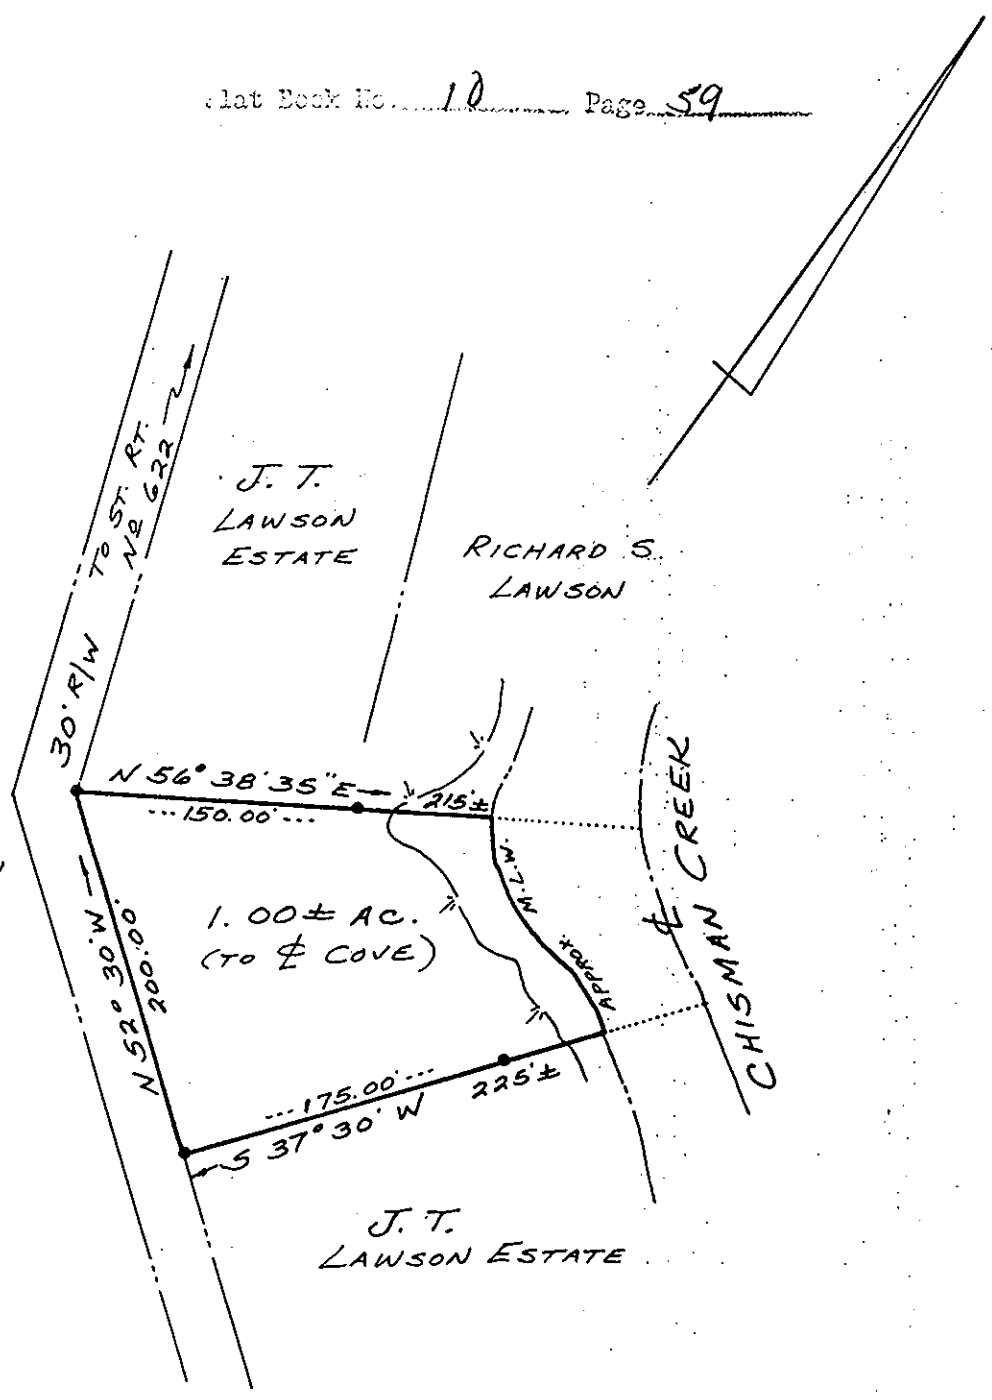 Plat Book No. 10 Page 59
TO ST. RT.
Nº 622
30' R/W
J. T.
LAWSON
ESTATE
RICHARD S.
LAWSON
N 56° 38' 35" E
150.00'
215'±
M.L.W.
APPROX.
1.00± AC.
(TO ℄ COVE)
℄
CHISMAN CREEK
N 52° 30' W
200.00'
175.00'
S 37° 30' W
225'±
J. T.
LAWSON ESTATE